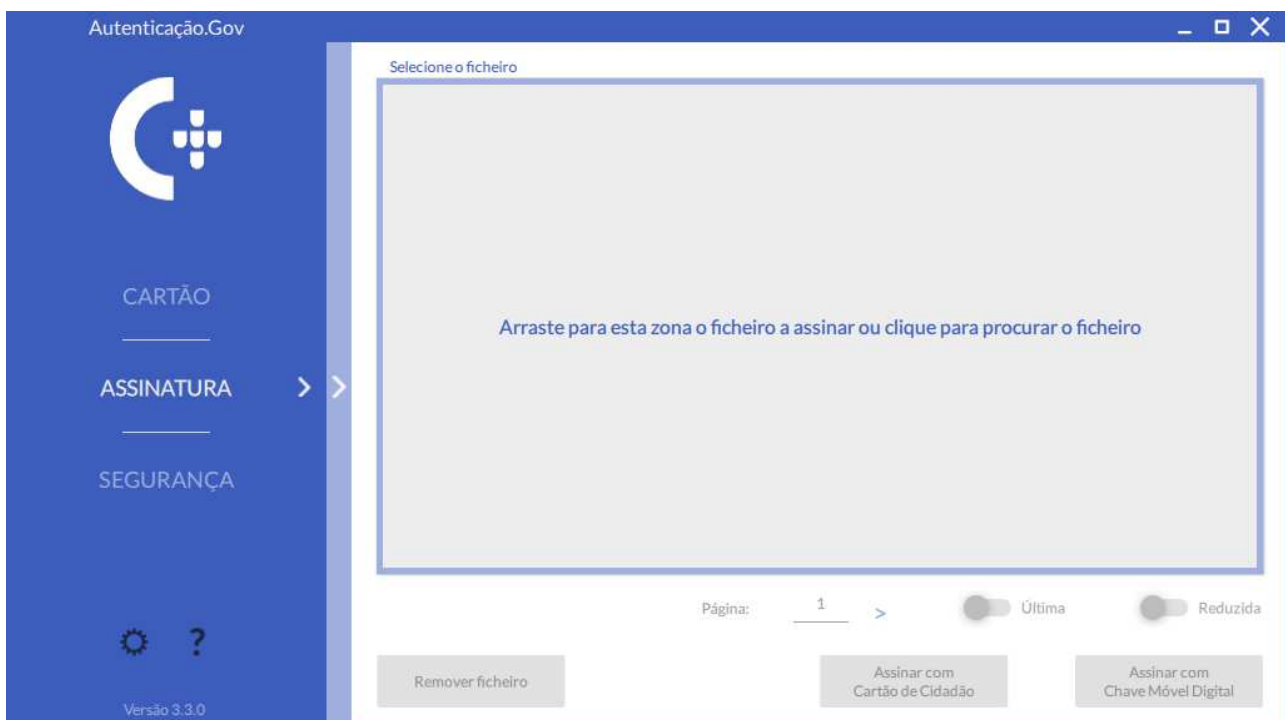 Autenticação.Gov
Selecione o ficheiro
CARTÃO
Arraste para esta zona o ficheiro a assinar ou clique para procurar o ficheiro
ASSINATURA
SEGURANÇA
Página: 1 > Última Reduzida
?
Remover ficheiro
Assinar com
Cartão de Cidadão
Assinar com
Chave Móvel Digital
Versão 3.3.0